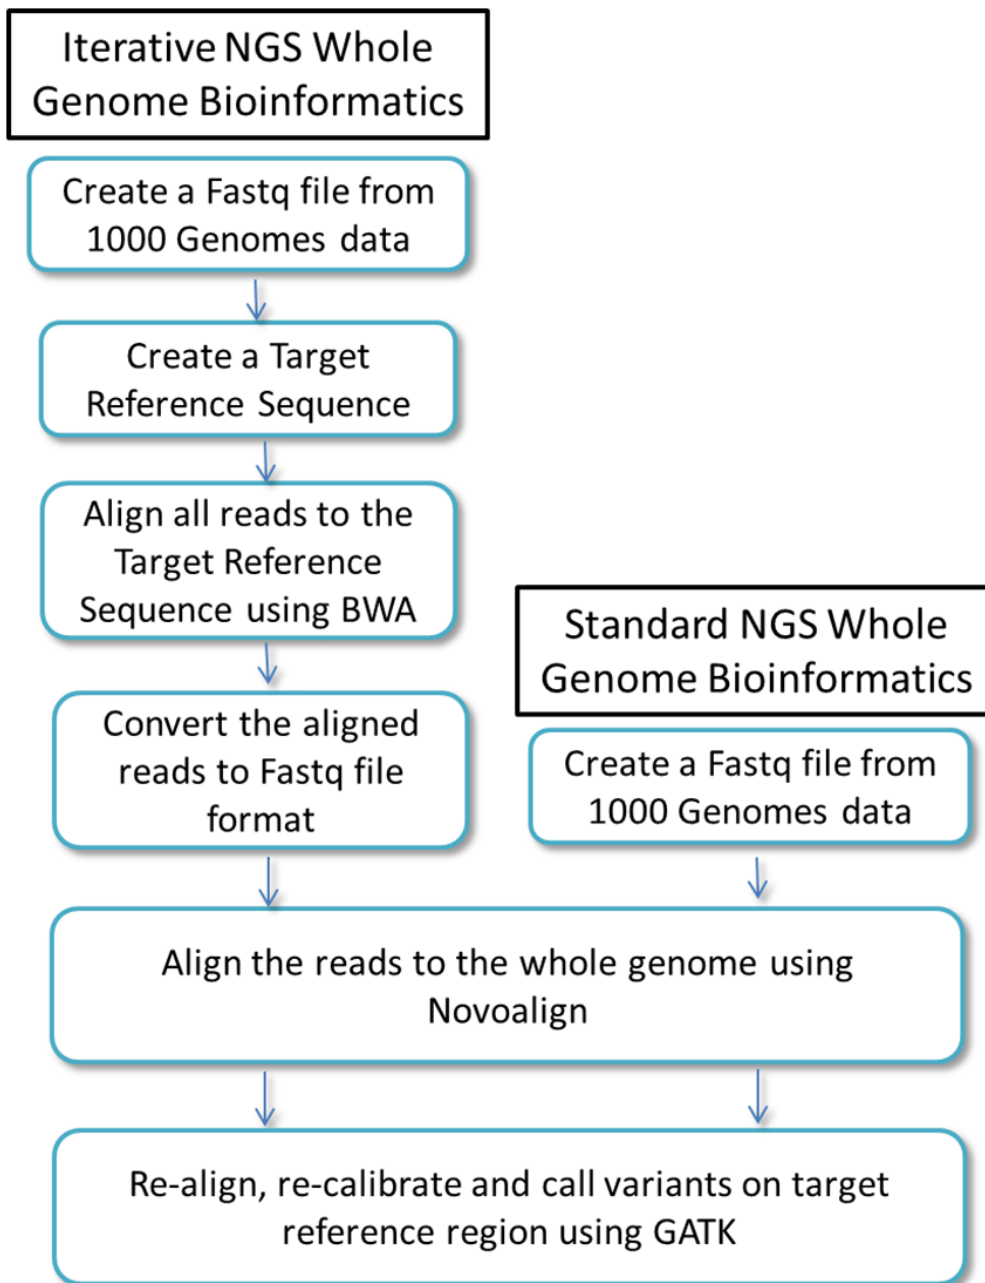 Iterative NGS Whole
Genome Bioinformatics
Create a Fastq file from
1000 Genomes data
Create a Target
Reference Sequence
Align all reads to the
Target Reference
Sequence using BWA
Convert the aligned
reads to Fastq file
format
Standard NGS Whole
Genome Bioinformatics
Create a Fastq file from
1000 Genomes data
Align the reads to the whole genome using
Novoalign
Re-align, re-calibrate and call variants on target
reference region using GATK